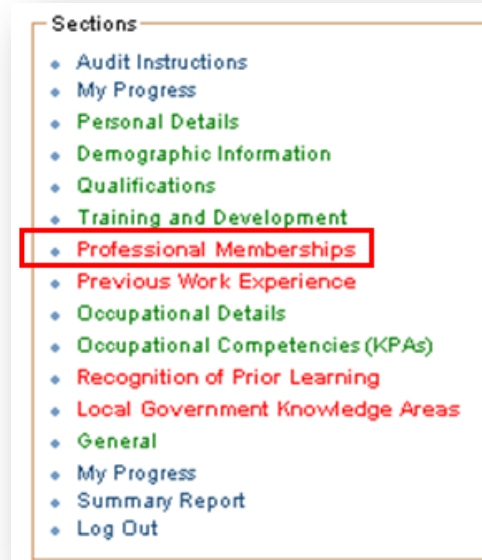 Sections
Audit Instructions
My Progress
Personal Details
Demographic Information
Qualifications
Training and Development
Professional Memberships
Previous Work Experience
Occupational Details
Occupational Competencies (KPAs)
Recognition of Prior Learning
Local Government Knowledge Areas
General
My Progress
Summary Report
Log Out